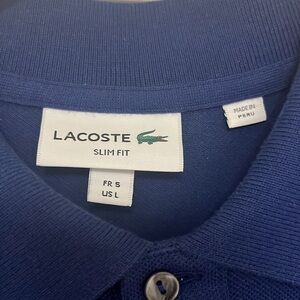 LACOSTE
SLIM FIT
FR 5
US L
MADE IN
PERU